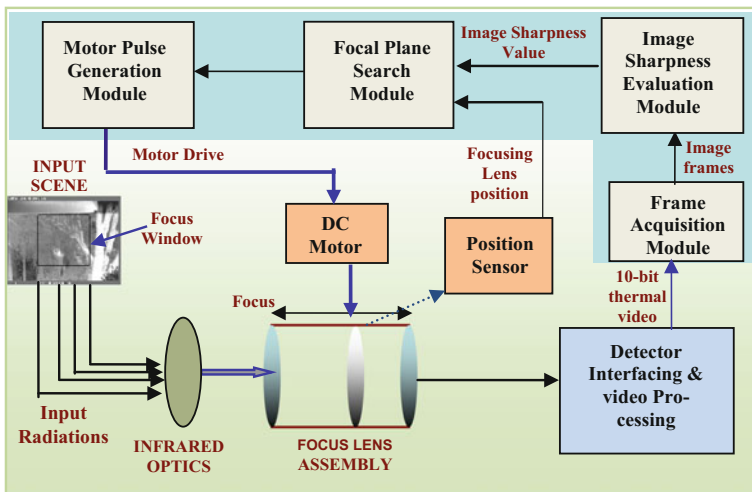 Motor Pulse
Generation
Module
Focal Plane
Search
Module
Image Sharpness
Value
Image
Sharpness
Evaluation
Module
Motor Drive
INPUT
SCENE
Focus
Window
Focusing
Lens
position
Image
frames
DC
Motor
Position
Sensor
Frame
Acquisition
Module
10-bit
thermal
video
Focus
Detector
Interfacing &
video Pro-
cessing
Input
Radiations
INFRARED
OPTICS
FOCUS LENS
ASSEMBLY